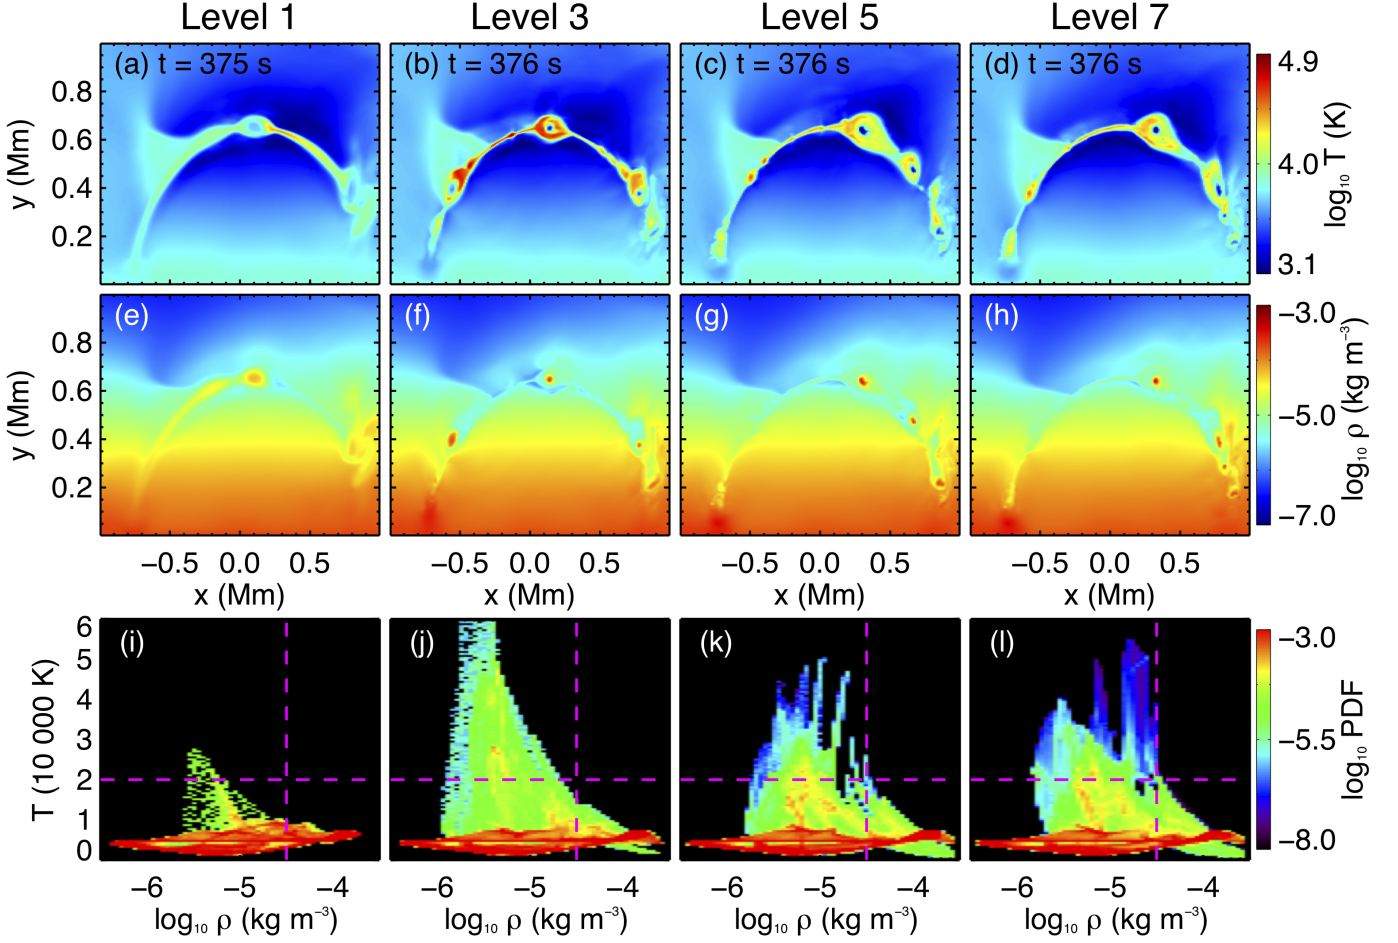 Level 1 Level 3 Level 5 Level 7
(a) t = 375 s (b) t = 376 s (c) t = 376 s (d) t = 376 s
y (Mm) 0.8 0.6 0.4 0.2
4.9 4.0 3.1 log₁₀ T (K)
(e) (f) (g) (h)
y (Mm) 0.8 0.6 0.4 0.2
−3.0 −5.0 −7.0 log₁₀ ρ (kg m⁻³)
−0.5 0.0 0.5 −0.5 0.0 0.5 −0.5 0.0 0.5 −0.5 0.0 0.5
x (Mm) x (Mm) x (Mm) x (Mm)
(i) (j) (k) (l)
T (10 000 K) 6 5 4 3 2 1 0
−3.0 −5.5 −8.0 log₁₀ PDF
−6 −5 −4 −6 −5 −4 −6 −5 −4 −6 −5 −4
log₁₀ ρ (kg m⁻³) log₁₀ ρ (kg m⁻³) log₁₀ ρ (kg m⁻³) log₁₀ ρ (kg m⁻³)